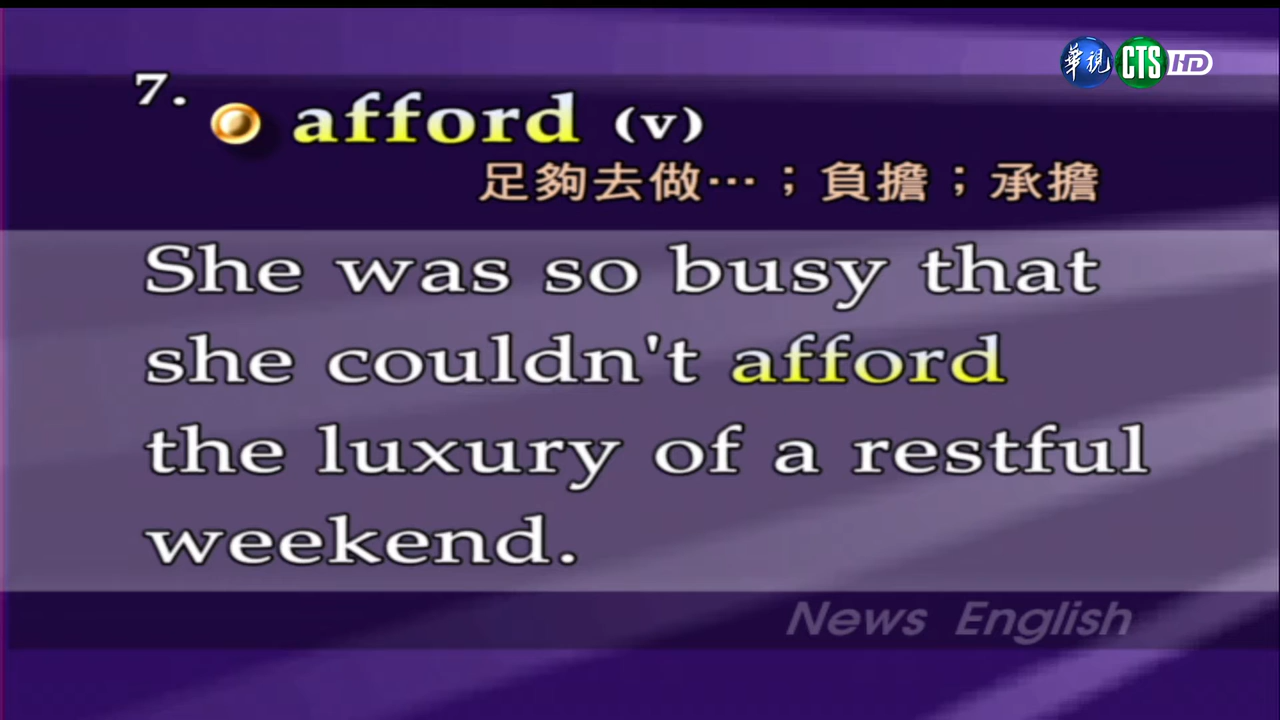 華視 CTS HD
7. afford (v)
足夠去做…；負擔；承擔
She was so busy that
she couldn't afford
the luxury of a restful
weekend.
News English